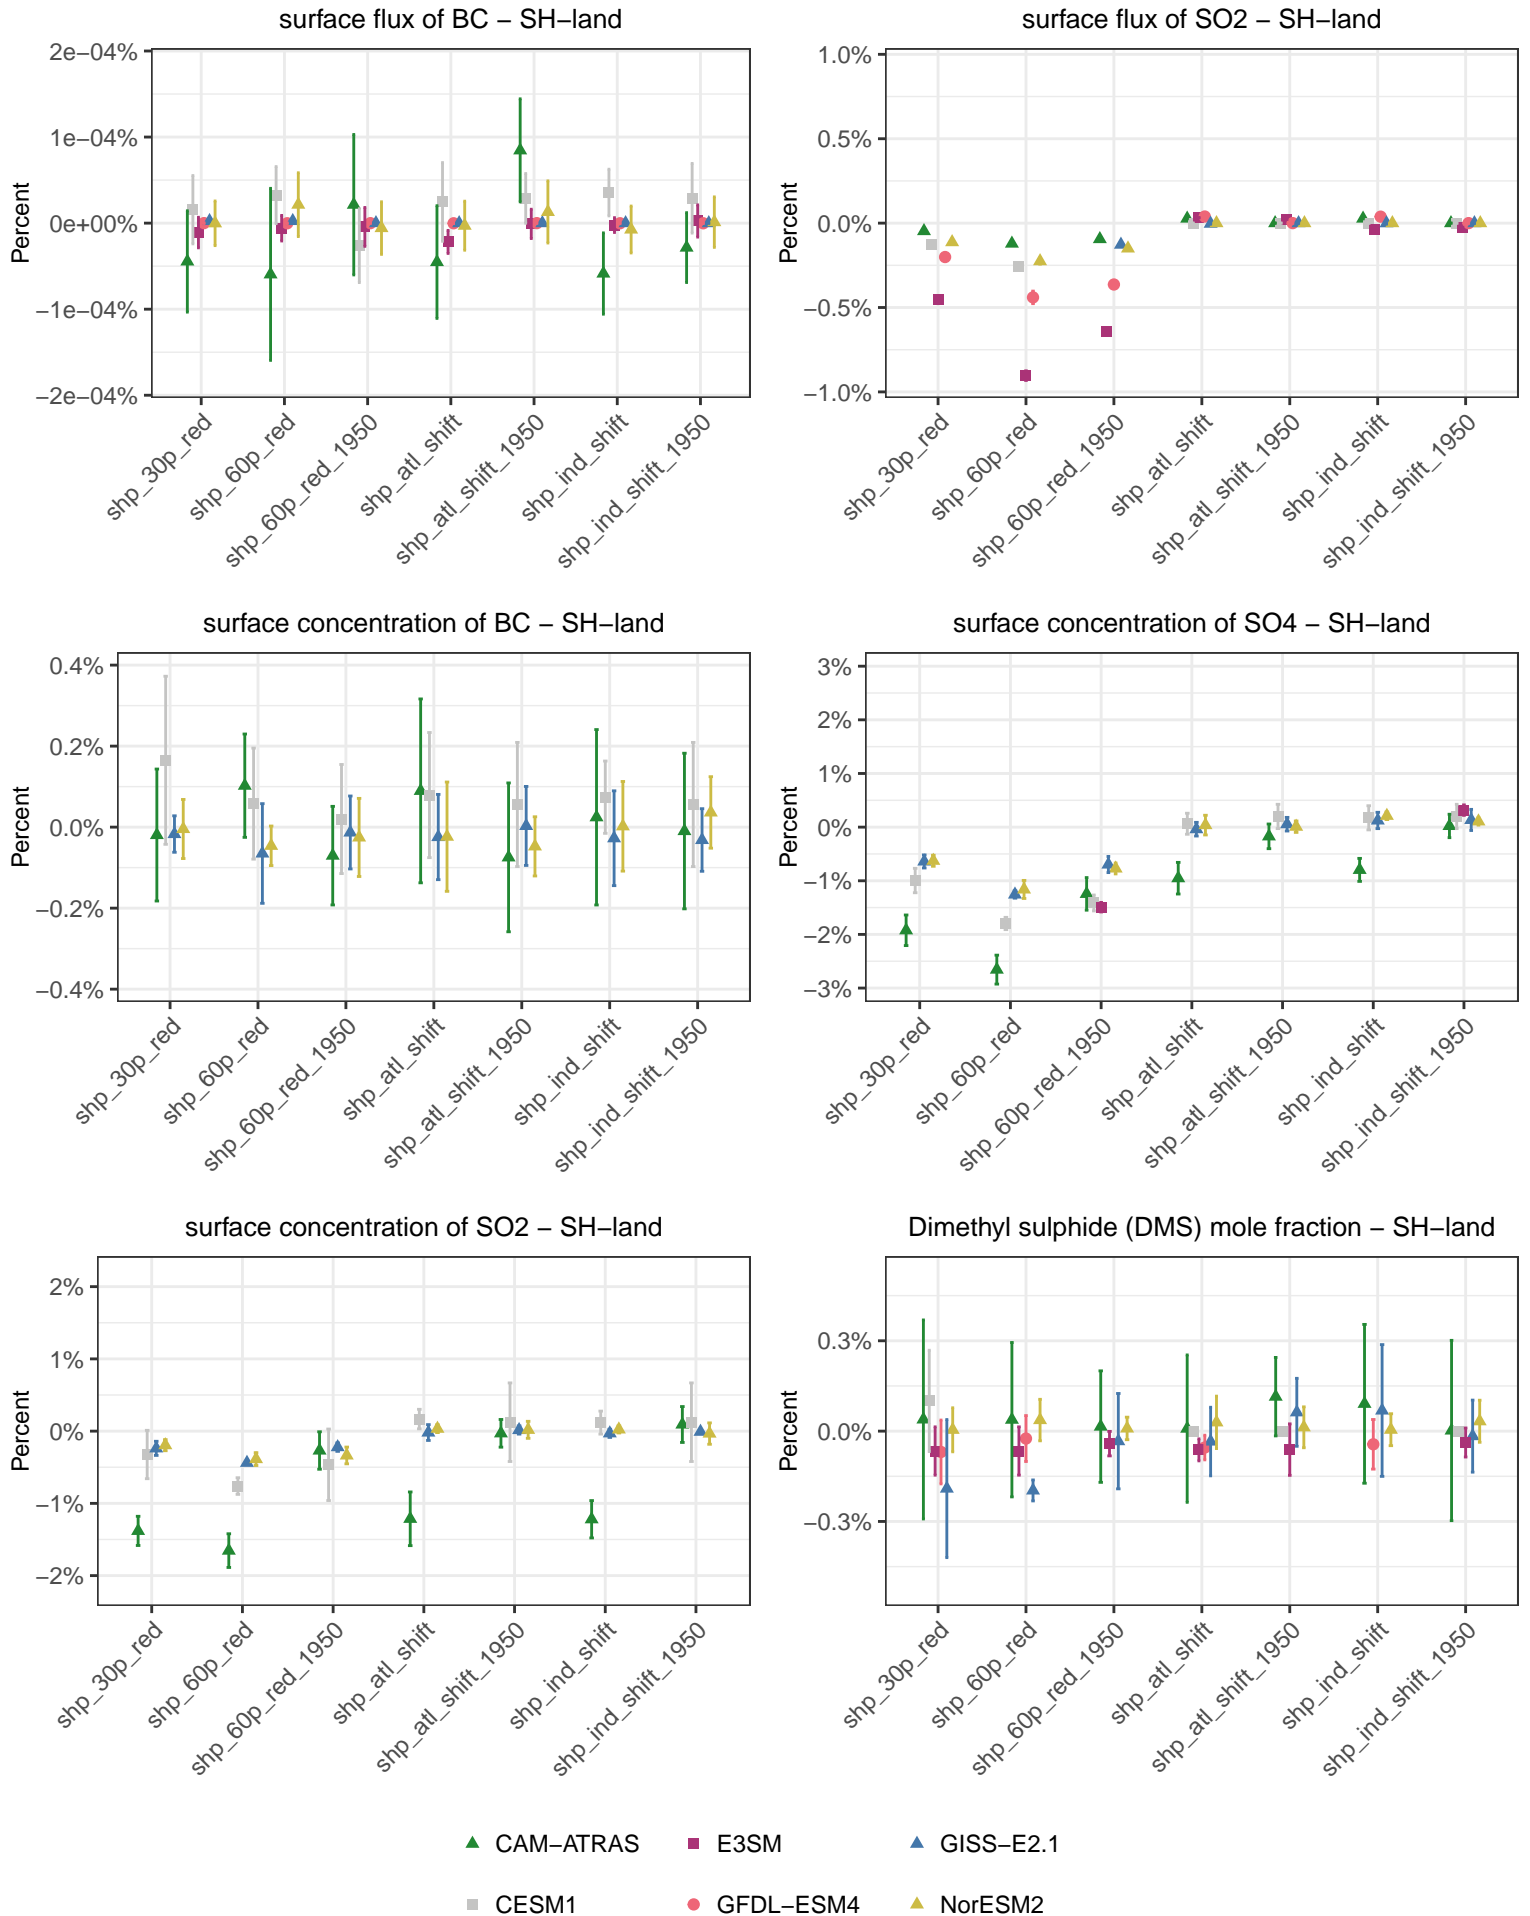 surface flux of BC − SH−land
Percent
2e−04%
1e−04%
0e+00%
−1e−04%
−2e−04%
shp_30p_red
shp_60p_red
shp_60p_red_1950
shp_atl_shift
shp_atl_shift_1950
shp_ind_shift
shp_ind_shift_1950
surface flux of SO2 − SH−land
Percent
1.0%
0.5%
0.0%
−0.5%
−1.0%
shp_30p_red
shp_60p_red
shp_60p_red_1950
shp_atl_shift
shp_atl_shift_1950
shp_ind_shift
shp_ind_shift_1950
surface concentration of BC − SH−land
Percent
0.4%
0.2%
0.0%
−0.2%
−0.4%
shp_30p_red
shp_60p_red
shp_60p_red_1950
shp_atl_shift
shp_atl_shift_1950
shp_ind_shift
shp_ind_shift_1950
surface concentration of SO4 − SH−land
Percent
3%
2%
1%
0%
−1%
−2%
−3%
shp_30p_red
shp_60p_red
shp_60p_red_1950
shp_atl_shift
shp_atl_shift_1950
shp_ind_shift
shp_ind_shift_1950
surface concentration of SO2 − SH−land
Percent
2%
1%
0%
−1%
−2%
shp_30p_red
shp_60p_red
shp_60p_red_1950
shp_atl_shift
shp_atl_shift_1950
shp_ind_shift
shp_ind_shift_1950
Dimethyl sulphide (DMS) mole fraction − SH−land
Percent
0.3%
0.0%
−0.3%
shp_30p_red
shp_60p_red
shp_60p_red_1950
shp_atl_shift
shp_atl_shift_1950
shp_ind_shift
shp_ind_shift_1950
CAM−ATRAS
E3SM
GISS−E2.1
CESM1
GFDL−ESM4
NorESM2